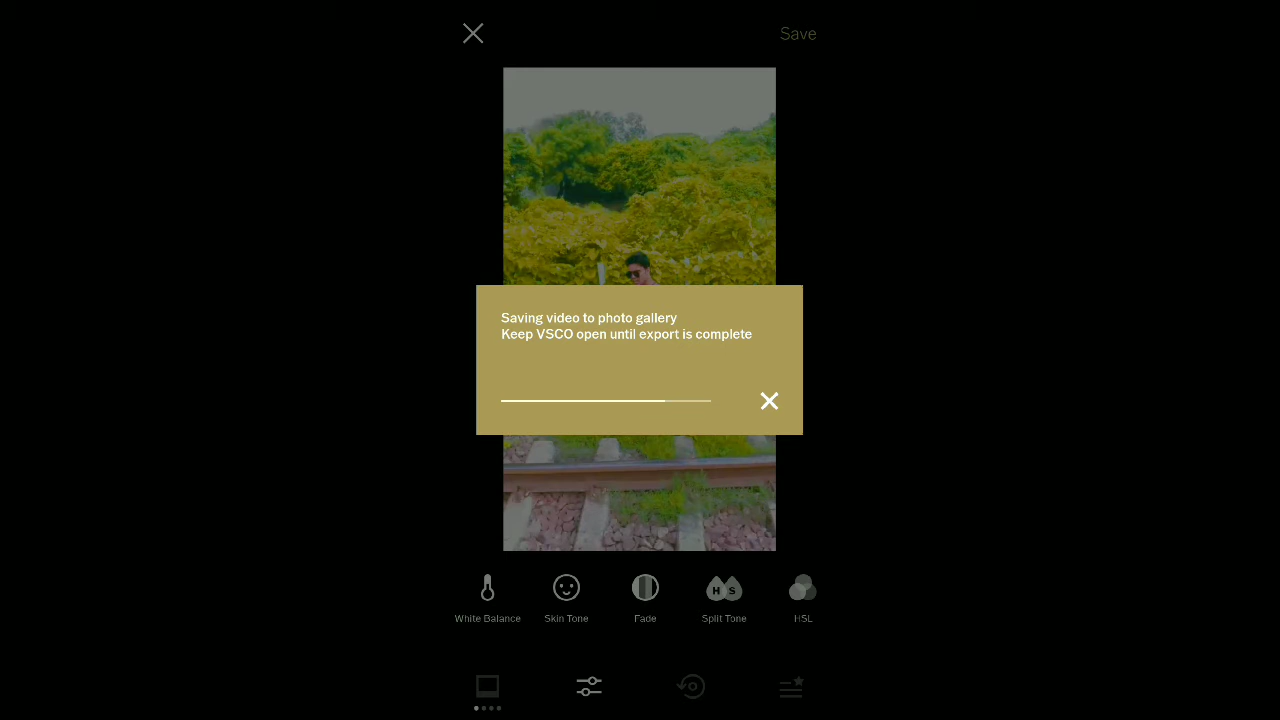 Save
Saving video to photo gallery
Keep VSCO open until export is complete
White Balance
Skin Tone
Fade
H S
Split Tone
HSL